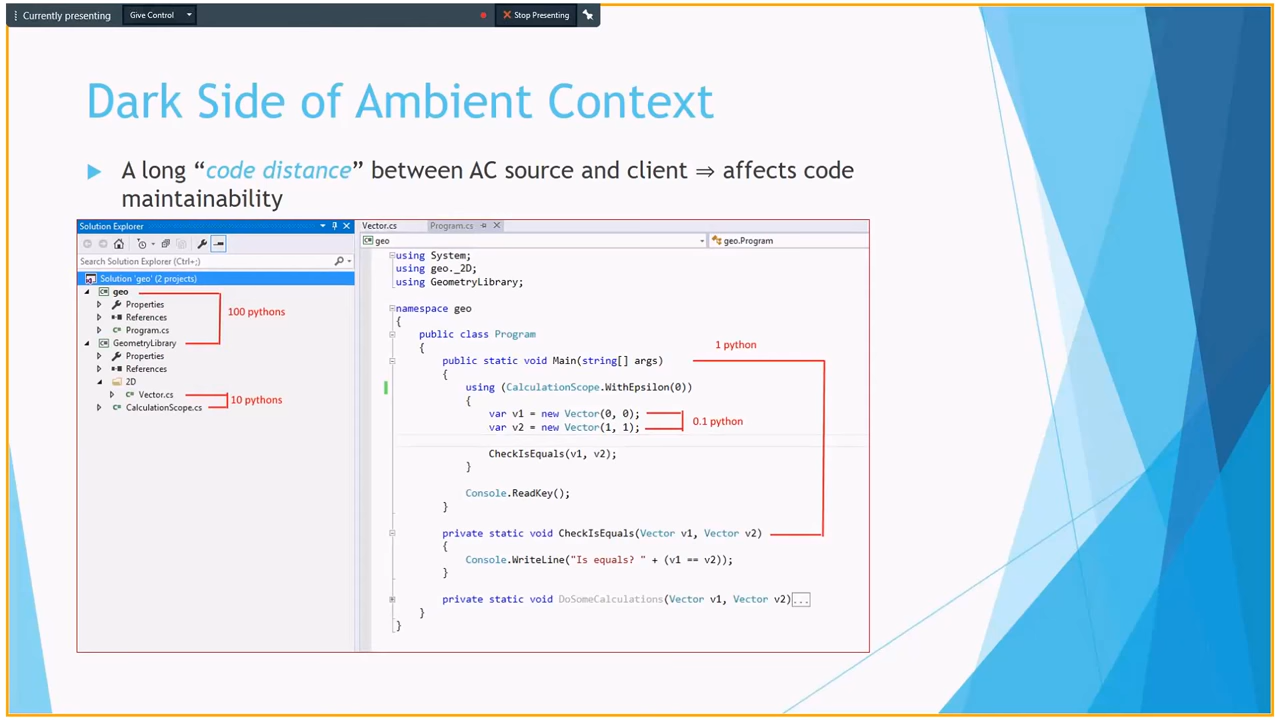 Currently presenting
Give Control
Stop Presenting
Dark Side of Ambient Context
A long “code distance” between AC source and client ⇒ affects code
maintainability
Solution Explorer
Search Solution Explorer (Ctrl+;)
Solution 'geo' (2 projects)
geo
Properties
References
Program.cs
GeometryLibrary
Properties
References
2D
Vector.cs
CalculationScope.cs
100 pythons
10 pythons
Vector.cs Program.cs
geo geo.Program
using System;
using geo._2D;
using GeometryLibrary;
namespace geo
{
public class Program
{
public static void Main(string[] args)
{
using (CalculationScope.WithEpsilon(0))
{
var v1 = new Vector(0, 0);
var v2 = new Vector(1, 1);
CheckIsEquals(v1, v2);
}
Console.ReadKey();
}
private static void CheckIsEquals(Vector v1, Vector v2)
{
Console.WriteLine("Is equals? " + (v1 == v2));
}
private static void DoSomeCalculations(Vector v1, Vector v2)...
}
}
1 python
0.1 python